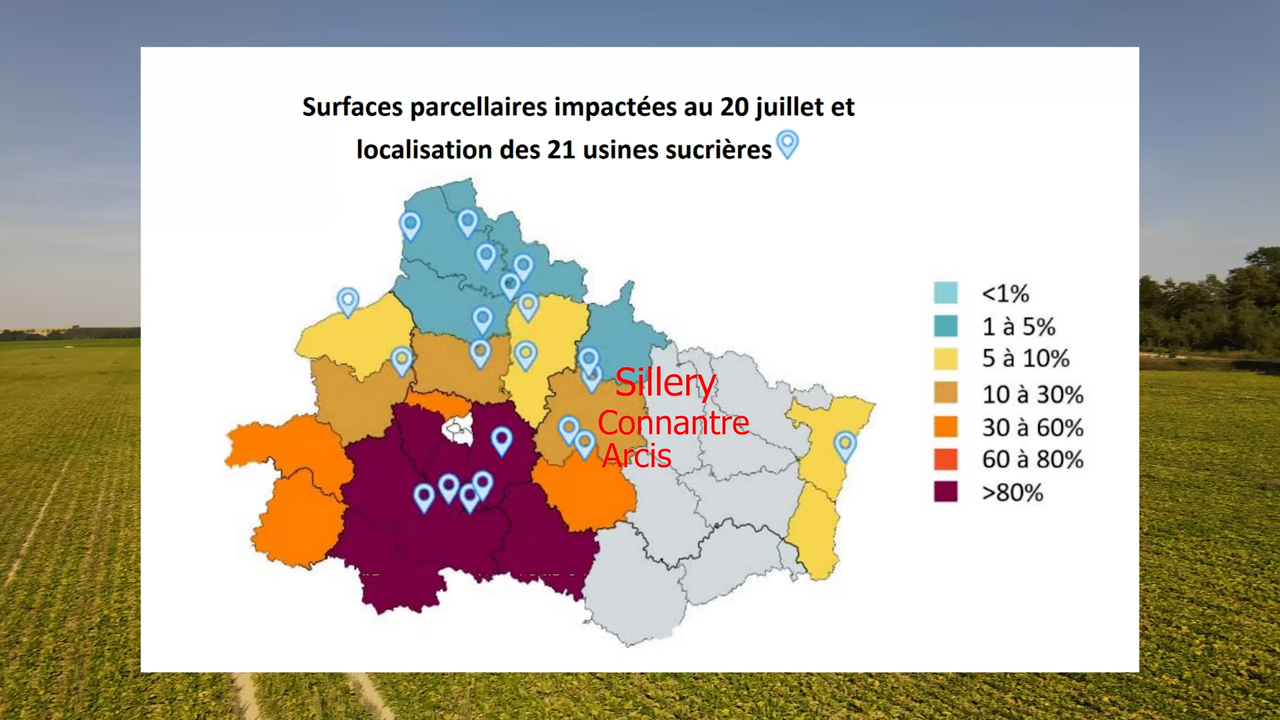 Surfaces parcellaires impactées au 20 juillet et
localisation des 21 usines sucrières
<1%
1 à 5%
5 à 10%
10 à 30%
30 à 60%
60 à 80%
>80%
Sillery
Connantre
Arcis